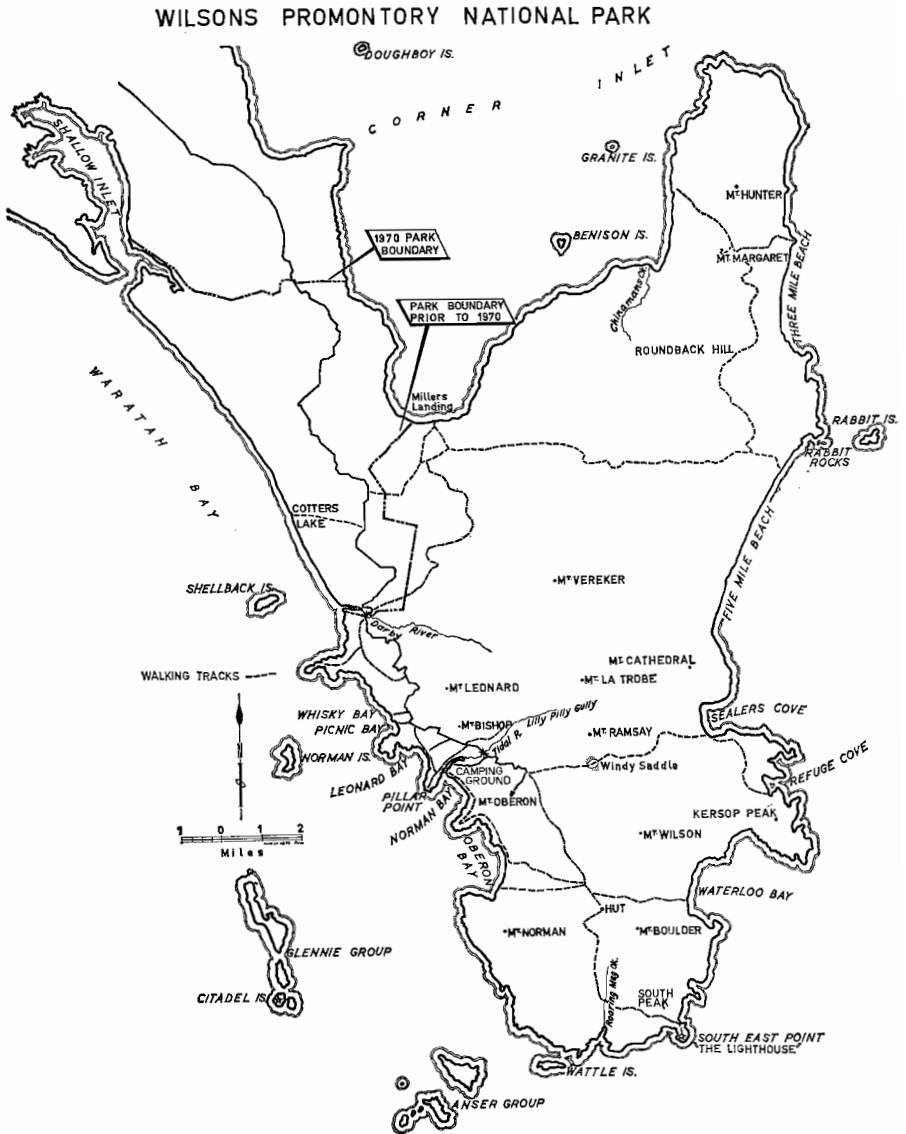 WILSONS PROMONTORY NATIONAL PARK
DOUGHBOY IS.
CORNER INLET
SHALLOW INLET
GRANITE IS.
MT. HUNTER
1970 PARK
BOUNDARY
BENISON IS.
MT. MARGARET
THREE MILE BEACH
PARK BOUNDARY
PRIOR TO 1970
Chinamans Ck.
ROUNDBACK HILL
WARATAH BAY
Millers
Landing
RABBIT IS.
RABBIT
ROCKS
COTTERS
LAKE
FIVE MILE BEACH
SHELLBACK IS.
MT. VEREKER
Darby River
WALKING TRACKS
MT. CATHEDRAL
MT. LEONARD
MT. LA TROBE
WHISKY BAY
PICNIC BAY
MT. BISHOP
Tidal R.
Lilly Pilly Gully
MT. RAMSAY
SEALERS COVE
NORMAN IS.
LEONARD BAY
CAMPING
GROUND
Windy Saddle
REFUGE COVE
PILLAR
POINT
NORMAN BAY
MT. OBERON
KERSOP PEAK
MT. WILSON
N
1 0 1 2
Miles
OBERON
BAY
WATERLOO BAY
HUT
MT. NORMAN
MT. BOULDER
GLENNIE GROUP
CITADEL IS.
Roaring Meg Ck.
SOUTH
PEAK
SOUTH EAST POINT
"THE LIGHTHOUSE"
WATTLE IS.
ANSER GROUP